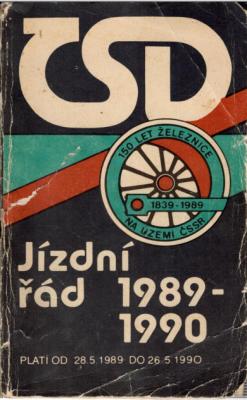 ČSD
150 LET ŽELEZNICE
1839-1989
NA ÚZEMÍ ČSSR
Jízdní
řád 1989-
1990
PLATÍ OD 28.5.1989 DO 26.5.1990